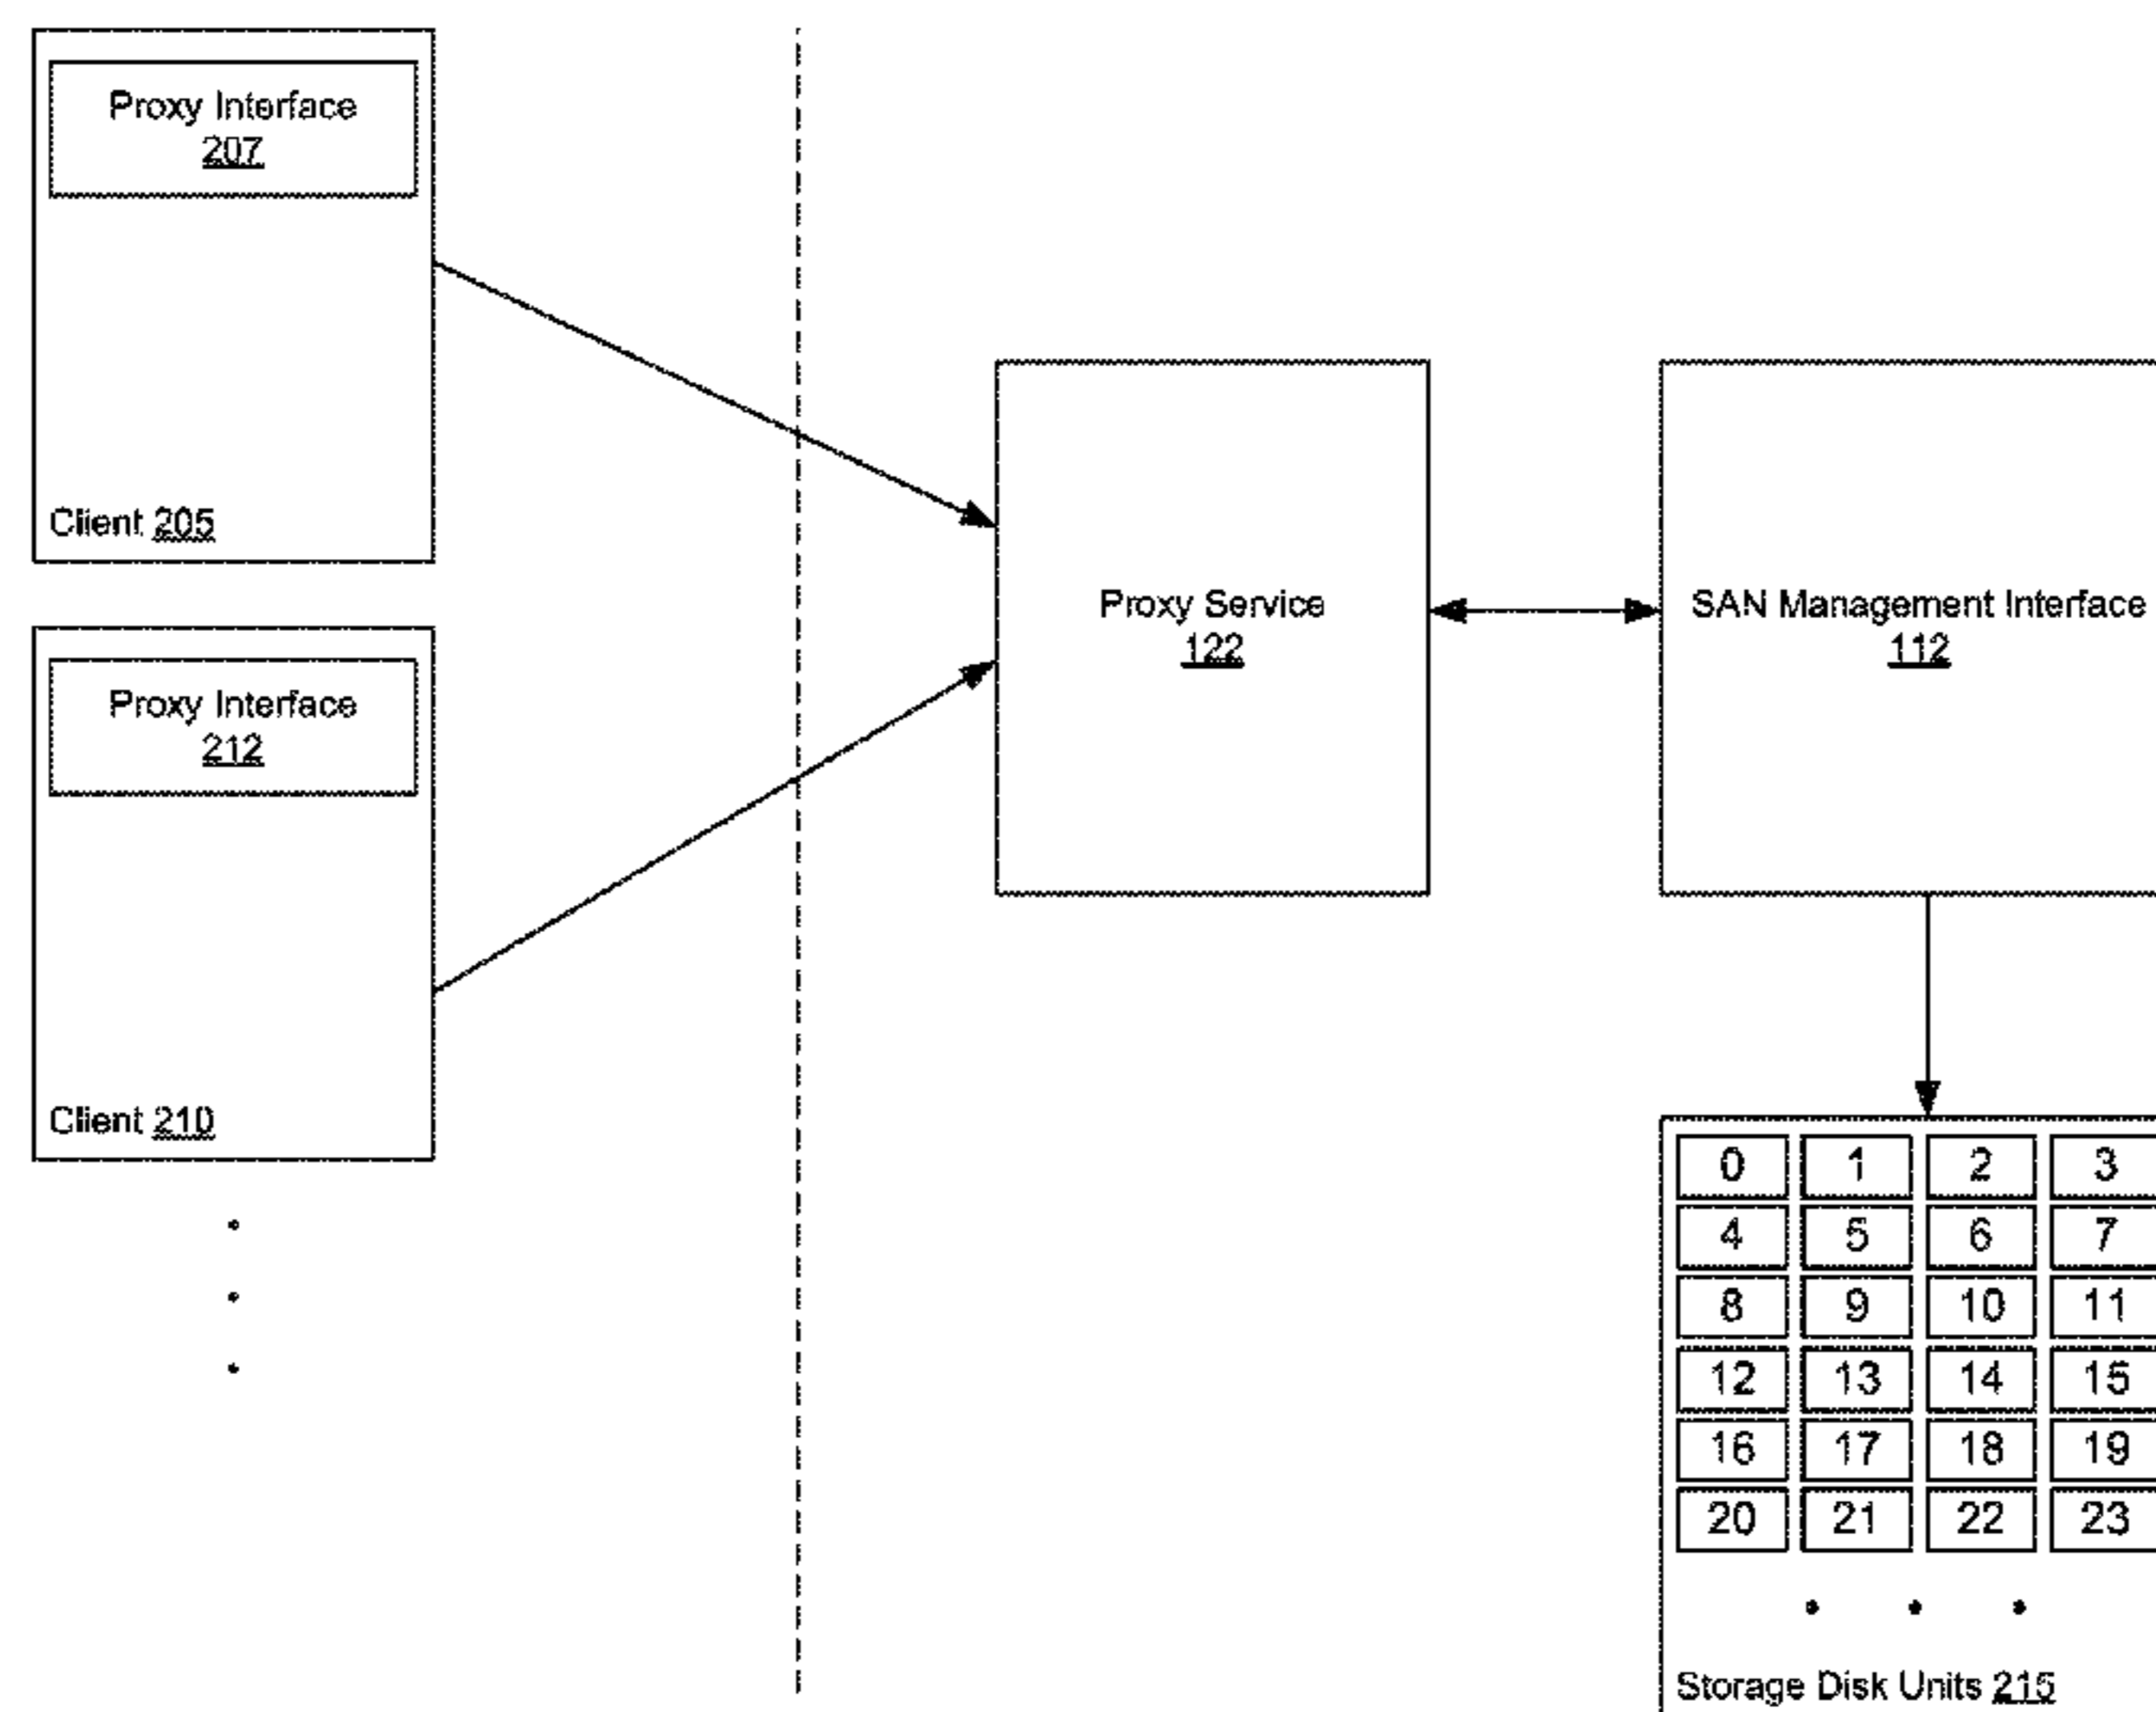 Proxy Interface
207
Client 205
Proxy Interface
212
Client 210
Proxy Service
122
SAN Management Interface
112
0 1 2 3
4 5 6 7
8 9 10 11
12 13 14 15
16 17 18 19
20 21 22 23
Storage Disk Units 215